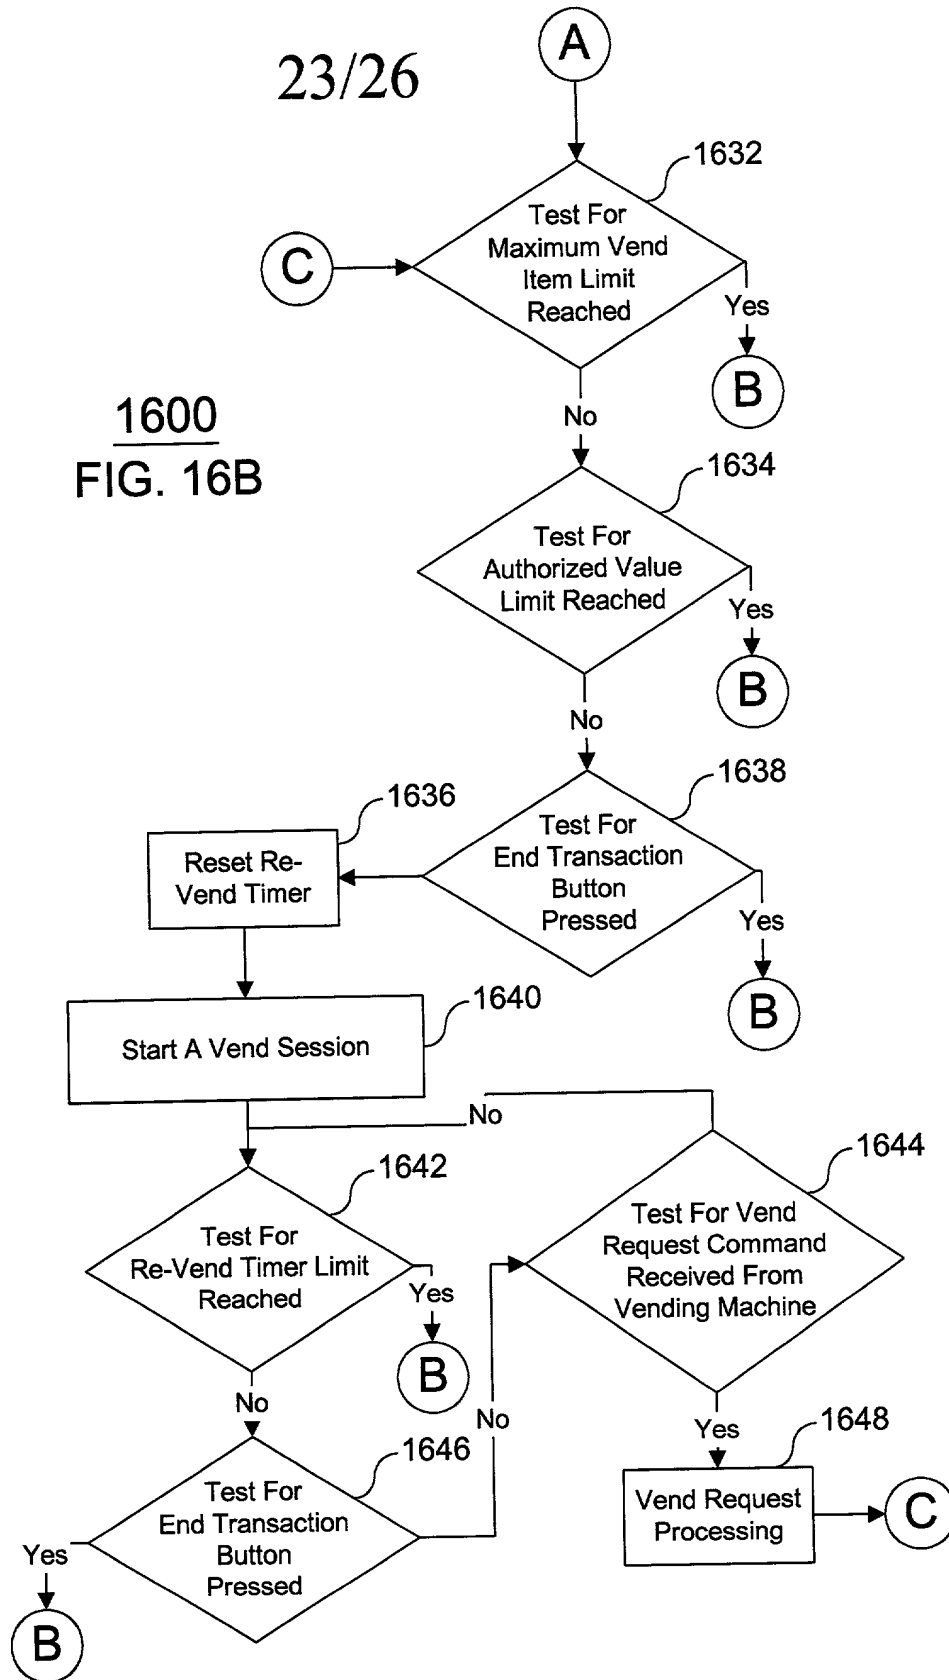 A
23/26
1632
Test For
Maximum Vend
Item Limit
Reached
C
Yes
B
No
1600
FIG. 16B
1634
Test For
Authorized Value
Limit Reached
Yes
B
No
1638
Test For
End Transaction
Button
Pressed
Yes
B
1636
Reset Re-
Vend Timer
1640
Start A Vend Session
No
1642
Test For
Re-Vend Timer Limit
Reached
Yes
B
No
1644
Test For Vend
Request Command
Received From
Vending Machine
Yes
1646
Test For
End Transaction
Button
Pressed
No
Yes
B
1648
Vend Request
Processing
C